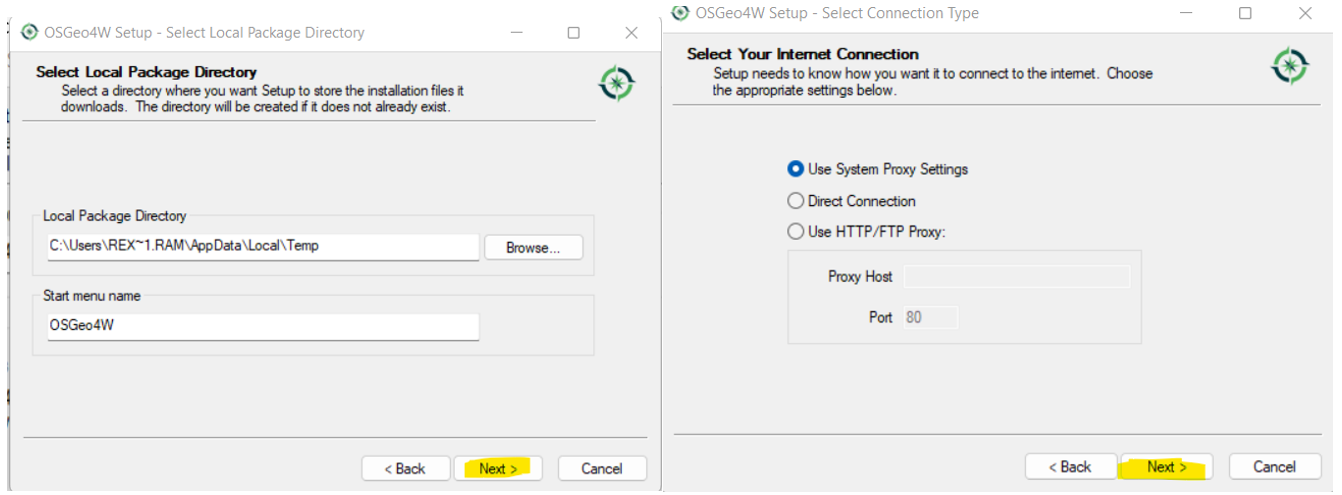 OSGeo4W Setup - Select Local Package Directory
Select Local Package Directory
Select a directory where you want Setup to store the installation files it
downloads. The directory will be created if it does not already exist.
Local Package Directory
C:\Users\REX~1.RAM\AppData\Local\Temp
Browse...
Start menu name
OSGeo4W
< Back
Next >
Cancel
OSGeo4W Setup - Select Connection Type
Select Your Internet Connection
Setup needs to know how you want it to connect to the internet. Choose
the appropriate settings below.
Use System Proxy Settings
Direct Connection
Use HTTP/FTP Proxy:
Proxy Host
Port 80
< Back
Next >
Cancel